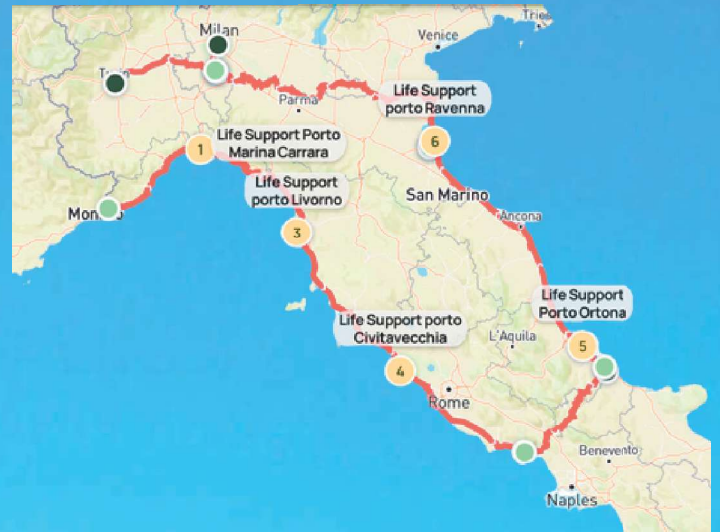 Milan
Venice
Parma
Life Support
porto Ravenna
6
Life Support Porto
Marina Carrara
1
Life Support
porto Livorno
San Marino
Ancona
3
Life Support
Porto Ortona
Life Support porto
Civitavecchia
L'Aquila
5
4
Rome
Benevento
Naples